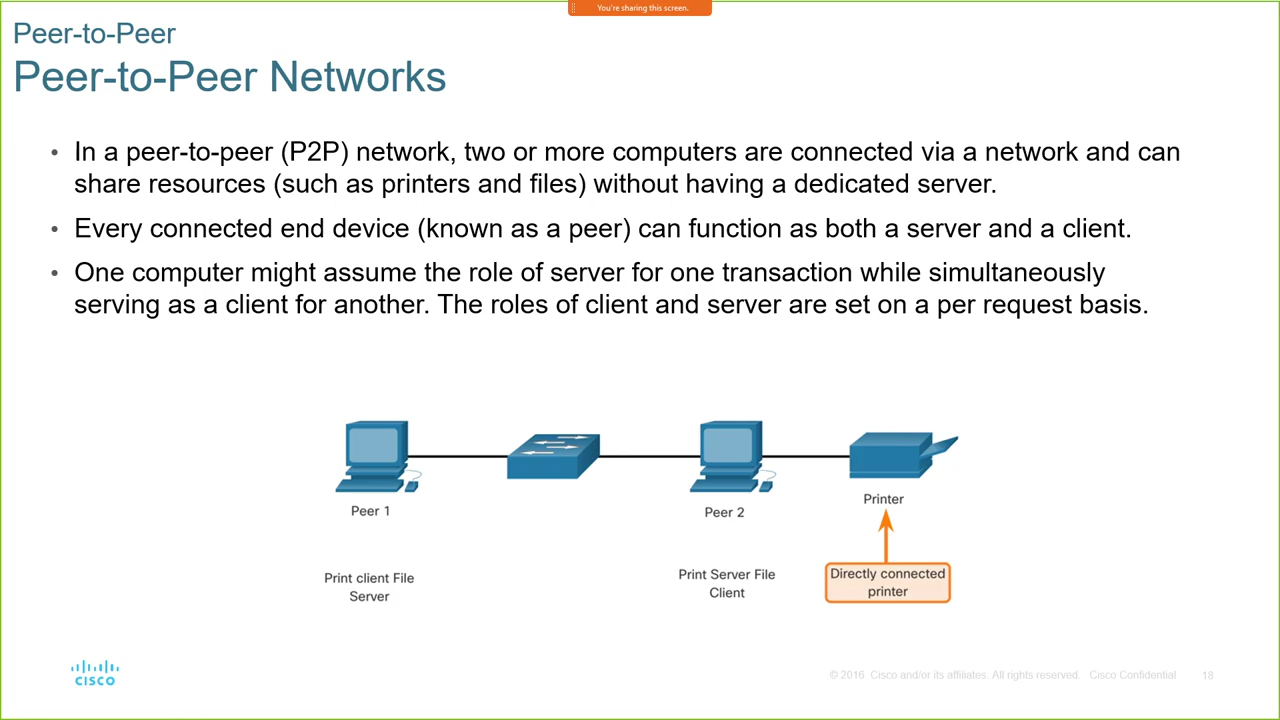 You're sharing this screen.
Peer-to-Peer
Peer-to-Peer Networks
• In a peer-to-peer (P2P) network, two or more computers are connected via a network and can
share resources (such as printers and files) without having a dedicated server.
• Every connected end device (known as a peer) can function as both a server and a client.
• One computer might assume the role of server for one transaction while simultaneously
serving as a client for another. The roles of client and server are set on a per request basis.
Peer 1
Peer 2
Printer
Print client File
Server
Print Server File
Client
Directly connected
printer
CISCO
© 2016 Cisco and/or its affiliates. All rights reserved. Cisco Confidential 18